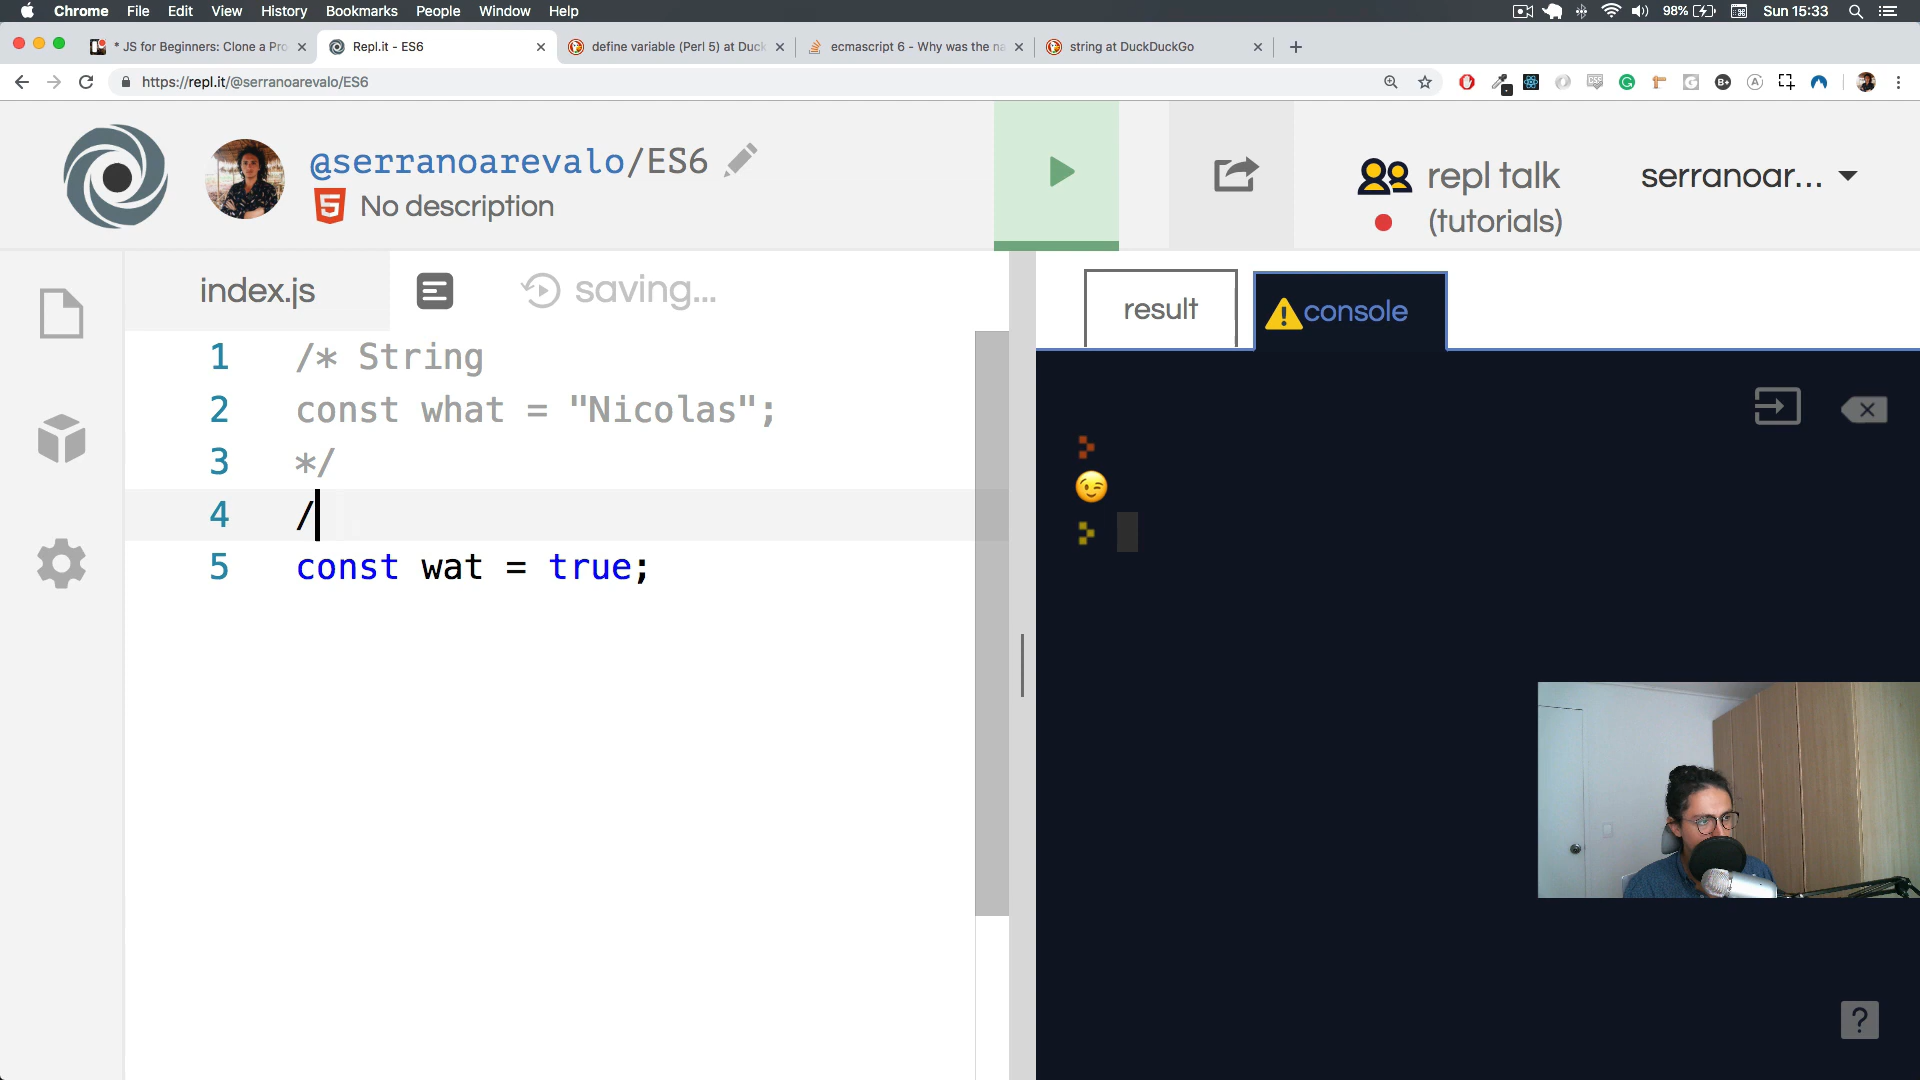 Chrome File Edit View History Bookmarks People Window Help 98% Sun 15:33
* JS for Beginners: Clone a Pro
Repl.it - ES6
define variable (Perl 5) at Duck
ecmascript 6 - Why was the na
string at DuckDuckGo
https://repl.it/@serranoarevalo/ES6
@serranoarevalo/ES6
No description
repl talk
(tutorials)
serranoar...
index.js
saving...
result
console
1 /* String
2 const what = "Nicolas";
3 */
4 /
5 const wat = true;
?